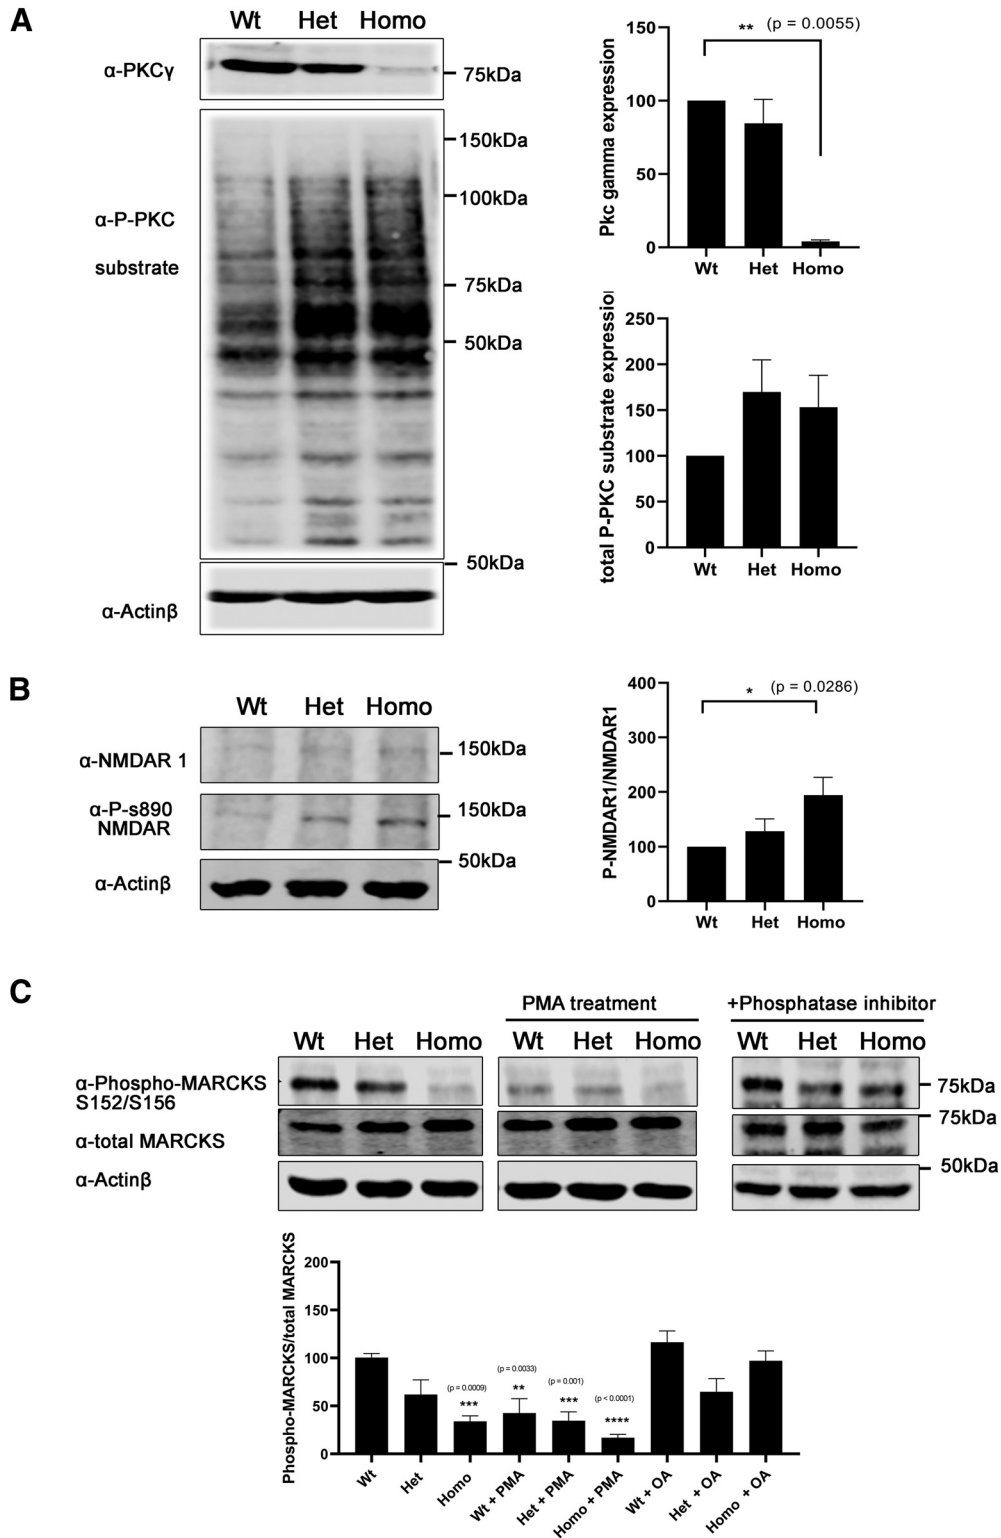 A
Wt Het Homo
α-PKCγ
75kDa
α-P-PKC
substrate
150kDa
100kDa
75kDa
50kDa
50kDa
α-Actinβ
150
100
50
0
Pkc gamma expression
** (p = 0.0055)
Wt Het Homo
250
200
150
100
50
0
total P-PKC substrate expression
Wt Het Homo
B
Wt Het Homo
α-NMDAR 1
150kDa
α-P-s890
NMDAR
150kDa
50kDa
α-Actinβ
400
300
200
100
0
P-NMDAR1/NMDAR1
* (p = 0.0286)
Wt Het Homo
C
PMA treatment
+Phosphatase inhibitor
Wt Het Homo Wt Het Homo Wt Het Homo
α-Phospho-MARCKS
S152/S156
75kDa
α-total MARCKS
75kDa
α-Actinβ
50kDa
200
150
100
50
0
Phospho-MARCKS/total MARCKS
(p = 0.0009)
***
(p = 0.0033)
**
(p = 0.001)
***
(p < 0.0001)
****
Wt
Het
Homo
Wt + PMA
Het + PMA
Homo + PMA
Wt + OA
Het + OA
Homo + OA